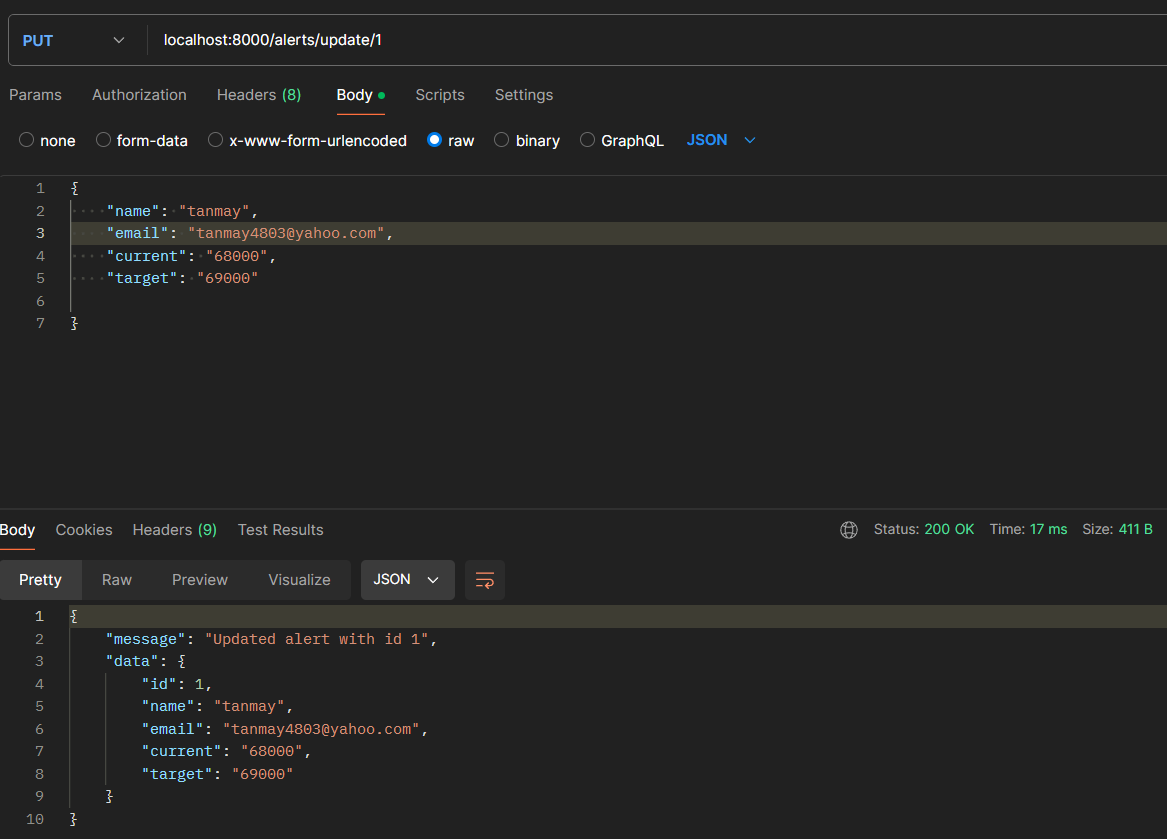 PUT localhost:8000/alerts/update/1
Params Authorization Headers (8) Body Scripts Settings
none form-data x-www-form-urlencoded raw binary GraphQL JSON
1 {
2 "name": "tanmay",
3 "email": "tanmay4803@yahoo.com",
4 "current": "68000",
5 "target": "69000"
6
7 }
Body Cookies Headers (9) Test Results Status: 200 OK Time: 17 ms Size: 411 B
Pretty Raw Preview Visualize JSON
1 {
2 "message": "Updated alert with id 1",
3 "data": {
4 "id": 1,
5 "name": "tanmay",
6 "email": "tanmay4803@yahoo.com",
7 "current": "68000",
8 "target": "69000"
9 }
10 }